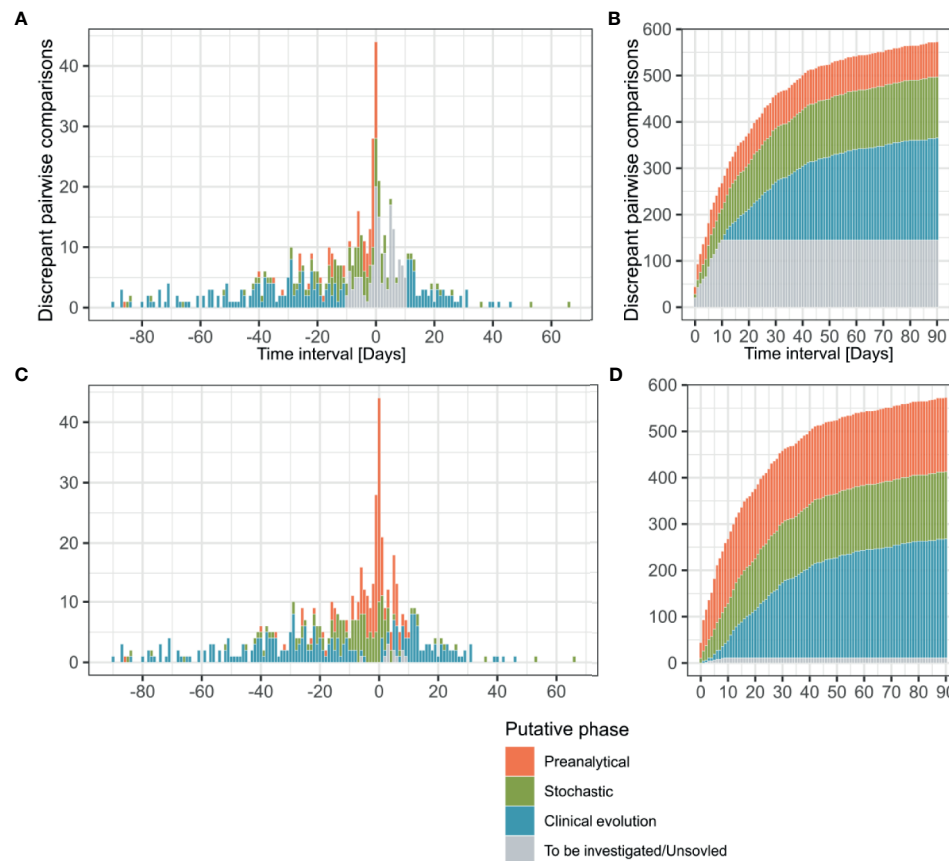 A
Discrepant pairwise comparisons
40
30
20
10
0
-80 -60 -40 -20 0 20 40 60
Time interval [Days]
B
Discrepant pairwise comparisons
600
500
400
300
200
100
0
0 10 20 30 40 50 60 70 80 90
Time interval [Days]
C
40
30
20
10
0
-80 -60 -40 -20 0 20 40 60
D
600
500
400
300
200
100
0
0 10 20 30 40 50 60 70 80 90
Putative phase
Preanalytical
Stochastic
Clinical evolution
To be investigated/Unsovled